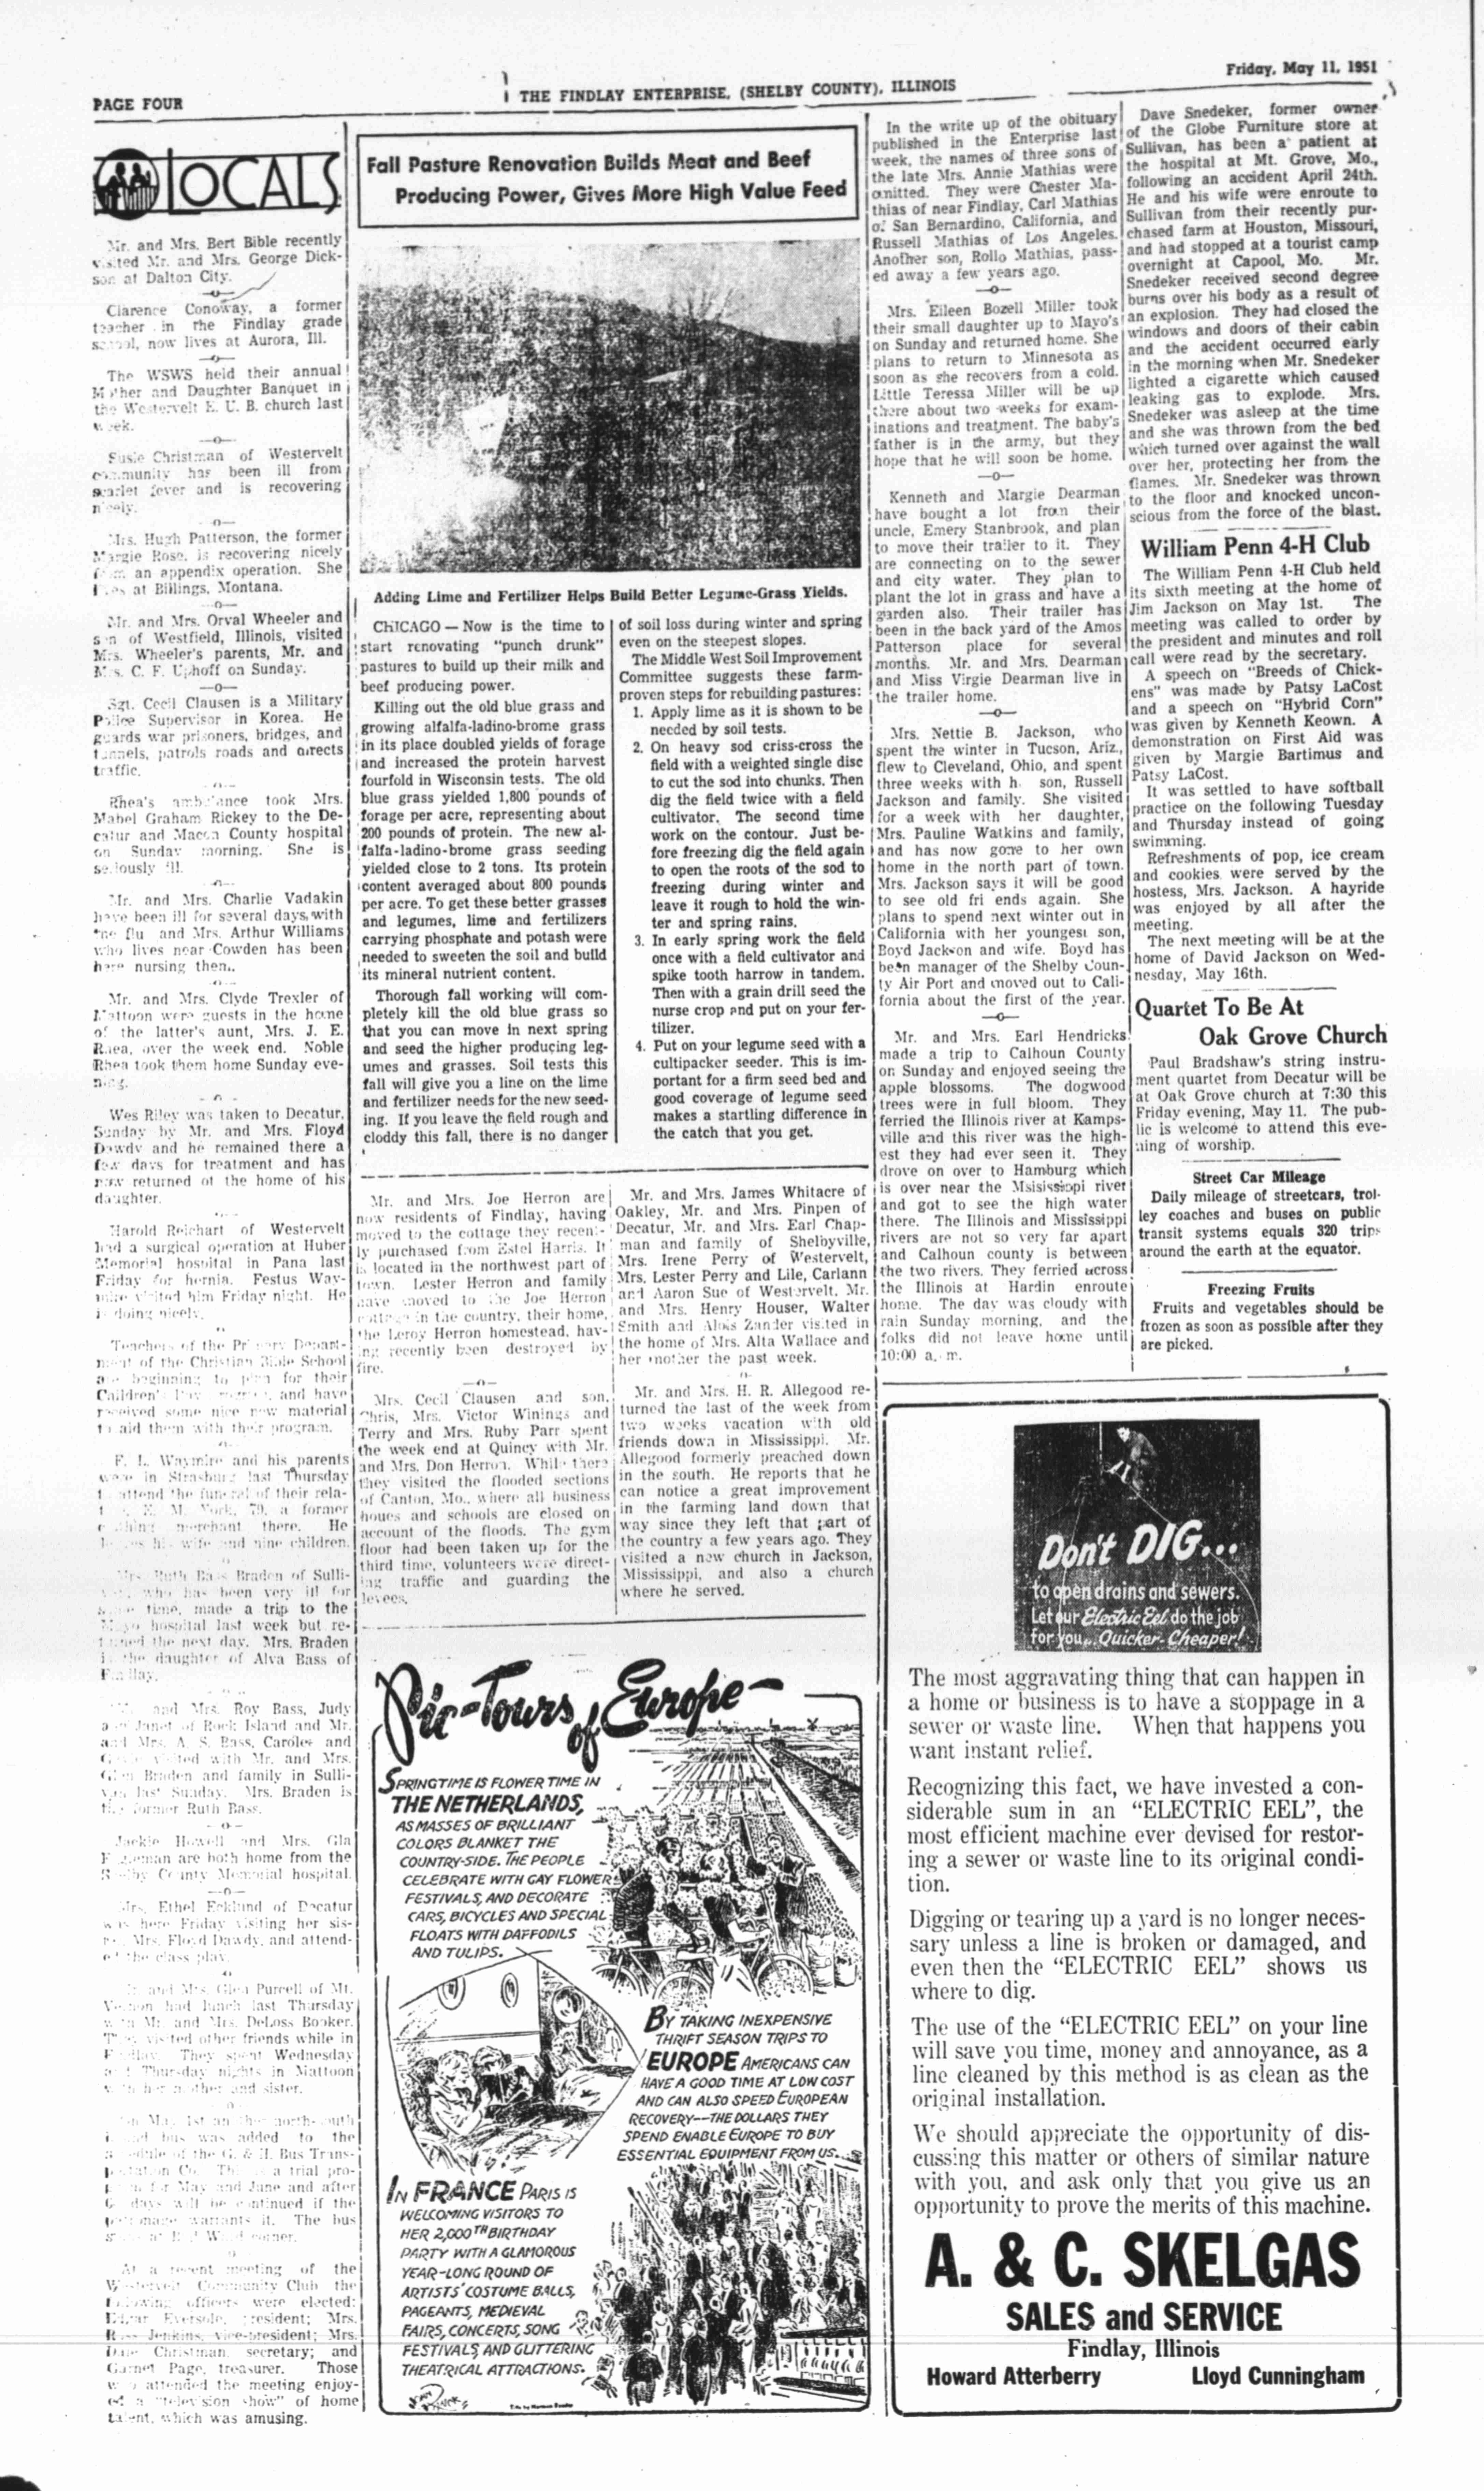 PAGE FOUR
THE FINDLAY ENTERPRISE, (SHELBY COUNTY), ILLINOIS
Friday, May 11, 1951
LOCALS
Mr. and Mrs. Bert Bible recently
visited Mr. and Mrs. George Dick-
son at Dalton City.
Clarence Conoway, a former
teacher in the Findlay grade
school, now lives at Aurora, Ill.
The WSWS held their annual
Mother and Daughter Banquet in
the Westervelt E. U. B. church last
week.
Susie Christman of Westervelt
community has been ill from
scarlet fever and is recovering
nicely.
Mrs. Hugh Patterson, the former
Margie Rose, is recovering nicely
from an appendix operation. She
lives at Billings, Montana.
Mr. and Mrs. Orval Wheeler and
son of Westfield, Illinois, visited
Mrs. Wheeler's parents, Mr. and
Mrs. C. F. Uphoff on Sunday.
Sgt. Cecil Clausen is a Military
Police Supervisor in Korea. He
guards war prisoners, bridges, and
tunnels, patrols roads and directs
traffic.
Rhea's ambulance took Mrs.
Mabel Graham Rickey to the De-
catur and Macon County hospital
on Sunday morning. She is
seriously ill.
Mr. and Mrs. Charlie Vadakin
have been ill for several days, with
the flu and Mrs. Arthur Williams
who lives near Cowden has been
here nursing them.
Mr. and Mrs. Clyde Trexler of
Mattoon were guests in the home
of the latter's aunt, Mrs. J. E.
Rhea, over the week end. Noble
Rhea took them home Sunday eve-
ning.
Wes Riley was taken to Decatur,
Sunday by Mr. and Mrs. Floyd
Dowdy and he remained there a
few days for treatment and has
now returned ot the home of his
daughter.
Harold Reichart of Westervelt
had a surgical operation at Huber
Memorial hospital in Pana last
Friday for hernia. Festus Way-
mire visited him Friday night. He
is doing nicely.
Teachers of the Primary Depart-
ment of the Christian Bible School
are beginning to plan for their
Children's Day program, and have
received some nice new material
to aid them with their program.
F. L. Waymire and his parents
were in Strasburg last Thursday
to attend the funeral of their rela-
E. M. York, 79, a former
merchant there. He
leaves his wife and nine children.
Mrs. Ruth Bass Braden of Sulli-
van, who has been very ill for
some time, made a trip to the
Mayo hospital last week but re-
turned the next day. Mrs. Braden
is the daughter of Alva Bass of
Findlay.
and Mrs. Roy Bass, Judy
and Janet of Rock Island and Mr.
and Mrs. A. S. Bass, Carole and
visited with Mr. and Mrs.
Glen Braden and family in Sulli-
van last Sunday. Mrs. Braden is
the former Ruth Bass.
Jackie Howell and Mrs. Gla
are both home from the
Shelby County Memorial hospital.
Mrs. Ethel Ecklund of Decatur
was here Friday visiting her sis-
ter, Mrs. Floyd Dawdy, and attend-
ed the class play.
and Mrs. Glen Purcell of Mt.
Vernon had lunch last Thursday
with Mr. and Mrs. DeLoss Booker.
They visited other friends while in
Findlay. They spent Wednesday
and Thursday nights in Mattoon
with her mother and sister.
On May 1st another north-south
bus was added to the
schedule of the G. & H. Bus Trans-
portation Co. This is a trial pro-
for May and June and after
days will be continued if the
patronage warrants it. The bus
corner.
At a recent meeting of the
Westervelt Community Club the
following officers were elected:
Edgar Eversole, president; Mrs.
Ross Jenkins, vice-president; Mrs.
Dale Christman, secretary; and
Garnet Page, treasurer. Those
who attended the meeting enjoy-
ed a "television show" of home
talent, which was amusing.
Fall Pasture Renovation Builds Meat and Beef
Producing Power, Gives More High Value Feed
Adding Lime and Fertilizer Helps Build Better Legume-Grass Yields.
CHICAGO — Now is the time to
start renovating "punch drunk"
pastures to build up their milk and
beef producing power.
Killing out the old blue grass and
growing alfalfa-ladino-brome grass
in its place doubled yields of forage
and increased the protein harvest
fourfold in Wisconsin tests. The old
blue grass yielded 1,800 pounds of
forage per acre, representing about
200 pounds of protein. The new al-
falfa-ladino-brome grass seeding
yielded close to 2 tons. Its protein
content averaged about 800 pounds
per acre. To get these better grasses
and legumes, lime and fertilizers
carrying phosphate and potash were
needed to sweeten the soil and build
its mineral nutrient content.
Thorough fall working will com-
pletely kill the old blue grass so
that you can move in next spring
and seed the higher producing leg-
umes and grasses. Soil tests this
fall will give you a line on the lime
and fertilizer needs for the new seed-
ing. If you leave the field rough and
cloddy this fall, there is no danger
of soil loss during winter and spring
even on the steepest slopes.
The Middle West Soil Improvement
Committee suggests these farm-
proven steps for rebuilding pastures:
1. Apply lime as it is shown to be
needed by soil tests.
2. On heavy sod criss-cross the
field with a weighted single disc
to cut the sod into chunks. Then
dig the field twice with a field
cultivator. The second time
work on the contour. Just be-
fore freezing dig the field again
to open the roots of the sod to
freezing during winter and
leave it rough to hold the win-
ter and spring rains.
3. In early spring work the field
once with a field cultivator and
spike tooth harrow in tandem.
Then with a grain drill seed the
nurse crop and put on your fer-
tilizer.
4. Put on your legume seed with a
cultipacker seeder. This is im-
portant for a firm seed bed and
good coverage of legume seed
makes a startling difference in
the catch that you get.
Mr. and Mrs. Joe Herron are
now residents of Findlay, having
moved to the cottage they recent-
ly purchased from Estel Harris. It
is located in the northwest part of
town. Lester Herron and family
have moved to the Joe Herron
cottage in the country, their home,
the Leroy Herron homestead, hav-
ing recently been destroyed by
fire.
Mrs. Cecil Clausen and son,
Chris, Mrs. Victor Winings and
Terry and Mrs. Ruby Parr spent
the week end at Quincy with Mr.
and Mrs. Don Herron. While there
they visited the flooded sections
of Canton, Mo., where all business
houes and schools are closed on
account of the floods. The gym
floor had been taken up for the
third time, volunteers were direct-
ing traffic and guarding the
levees.
Mr. and Mrs. James Whitacre of
Oakley, Mr. and Mrs. Pinpen of
Decatur, Mr. and Mrs. Earl Chap-
man and family of Shelbyville,
Mrs. Irene Perry of Westervelt,
Mrs. Lester Perry and Lile, Carlann
and Aaron Sue of Westervelt, Mr.
and Mrs. Henry Houser, Walter
Smith and Alois Zander visited in
the home of Mrs. Alta Wallace and
her mother the past week.
Mr. and Mrs. H. R. Allegood re-
turned the last of the week from
two weeks vacation with old
friends down in Mississippi. Mr.
Allegood formerly preached down
in the south. He reports that he
can notice a great improvement
in the farming land down that
way since they left that part of
the country a few years ago. They
visited a new church in Jackson,
Mississippi, and also a church
where he served.
Pic-Tours of Europe—
SPRINGTIME IS FLOWER TIME IN
THE NETHERLANDS,
AS MASSES OF BRILLIANT
COLORS BLANKET THE
COUNTRY-SIDE. THE PEOPLE
CELEBRATE WITH GAY FLOWER
FESTIVALS, AND DECORATE
CARS, BICYCLES AND SPECIAL
FLOATS WITH DAFFODILS
AND TULIPS.
BY TAKING INEXPENSIVE
THRIFT SEASON TRIPS TO
EUROPE AMERICANS CAN
HAVE A GOOD TIME AT LOW COST
AND CAN ALSO SPEED EUROPEAN
RECOVERY--THE DOLLARS THEY
SPEND ENABLE EUROPE TO BUY
ESSENTIAL EQUIPMENT FROM US...
IN FRANCE PARIS IS
WELCOMING VISITORS TO
HER 2,000TH BIRTHDAY
PARTY WITH A GLAMOROUS
YEAR-LONG ROUND OF
ARTISTS' COSTUME BALLS,
PAGEANTS, MEDIEVAL
FAIRS, CONCERTS, SONG
FESTIVALS, AND GLITTERING
THEATRICAL ATTRACTIONS.
In the write up of the obituary
published in the Enterprise last
week, the names of three sons of
the late Mrs. Annie Mathias were
omitted. They were Chester Ma-
thias of near Findlay, Carl Mathias
of San Bernardino, California, and
Russell Mathias of Los Angeles.
Another son, Rollo Mathias, pass-
ed away a few years ago.
Mrs. Eileen Bozell Miller took
their small daughter up to Mayo's
on Sunday and returned home. She
plans to return to Minnesota as
soon as she recovers from a cold.
Little Teressa Miller will be up
there about two weeks for exam-
inations and treatment. The baby's
father is in the army, but they
hope that he will soon be home.
Kenneth and Margie Dearman
have bought a lot from their
uncle, Emery Stanbrook, and plan
to move their trailer to it. They
are connecting on to the sewer
and city water. They plan to
plant the lot in grass and have a
garden also. Their trailer has
been in the back yard of the Amos
Patterson place for several
months. Mr. and Mrs. Dearman
and Miss Virgie Dearman live in
the trailer home.
Mrs. Nettie B. Jackson, who
spent the winter in Tucson, Ariz.,
flew to Cleveland, Ohio, and spent
three weeks with h son, Russell
Jackson and family. She visited
for a week with her daughter,
Mrs. Pauline Watkins and family,
and has now gone to her own
home in the north part of town.
Mrs. Jackson says it will be good
to see old fri ends again. She
plans to spend next winter out in
California with her youngest son,
Boyd Jackson and wife. Boyd has
been manager of the Shelby Coun-
ty Air Port and moved out to Cali-
fornia about the first of the year.
Mr. and Mrs. Earl Hendricks
made a trip to Calhoun County
on Sunday and enjoyed seeing the
apple blossoms. The dogwood
trees were in full bloom. They
ferried the Illinois river at Kamps-
ville and this river was the high-
est they had ever seen it. They
drove on over to Hamburg which
is over near the Msisissiopi river
and got to see the high water
there. The Illinois and Mississippi
rivers are not so very far apart
and Calhoun county is between
the two rivers. They ferried across
the Illinois at Hardin enroute
home. The day was cloudy with
rain Sunday morning, and the
folks did not leave home until
10:00 a. m.
Dave Snedeker, former owner
of the Globe Furniture store at
Sullivan, has been a patient at
the hospital at Mt. Grove, Mo.,
following an accident April 24th.
He and his wife were enroute to
Sullivan from their recently pur-
chased farm at Houston, Missouri,
and had stopped at a tourist camp
overnight at Capool, Mo. Mr.
Snedeker received second degree
burns over his body as a result of
an explosion. They had closed the
windows and doors of their cabin
and the accident occurred early
in the morning when Mr. Snedeker
lighted a cigarette which caused
leaking gas to explode. Mrs.
Snedeker was asleep at the time
and she was thrown from the bed
which turned over against the wall
over her, protecting her from the
flames. Mr. Snedeker was thrown
to the floor and knocked uncon-
scious from the force of the blast.
William Penn 4-H Club
The William Penn 4-H Club held
its sixth meeting at the home of
Jim Jackson on May 1st. The
meeting was called to order by
the president and minutes and roll
call were read by the secretary.
A speech on "Breeds of Chick-
ens" was made by Patsy LaCost
and a speech on "Hybrid Corn"
was given by Kenneth Keown. A
demonstration on First Aid was
given by Margie Bartimus and
Patsy LaCost.
It was settled to have softball
practice on the following Tuesday
and Thursday instead of going
swimming.
Refreshments of pop, ice cream
and cookies were served by the
hostess, Mrs. Jackson. A hayride
was enjoyed by all after the
meeting.
The next meeting will be at the
home of David Jackson on Wed-
nesday, May 16th.
Quartet To Be At
Oak Grove Church
Paul Bradshaw's string instru-
ment quartet from Decatur will be
at Oak Grove church at 7:30 this
Friday evening, May 11. The pub-
lic is welcome to attend this eve-
ning of worship.
Street Car Mileage
Daily mileage of streetcars, trol-
ley coaches and buses on public
transit systems equals 320 trips
around the earth at the equator.
Freezing Fruits
Fruits and vegetables should be
frozen as soon as possible after they
are picked.
Don't DIG...
to open drains and sewers.
Let our Electric Eel do the job
for you... Quicker-Cheaper!
The most aggravating thing that can happen in
a home or business is to have a stoppage in a
sewer or waste line. When that happens you
want instant relief.
Recognizing this fact, we have invested a con-
siderable sum in an "ELECTRIC EEL", the
most efficient machine ever devised for restor-
ing a sewer or waste line to its original condi-
tion.
Digging or tearing up a yard is no longer neces-
sary unless a line is broken or damaged, and
even then the "ELECTRIC EEL" shows us
where to dig.
The use of the "ELECTRIC EEL" on your line
will save you time, money and annoyance, as a
line cleaned by this method is as clean as the
original installation.
We should appreciate the opportunity of dis-
cussing this matter or others of similar nature
with you, and ask only that you give us an
opportunity to prove the merits of this machine.
A. & C. SKELGAS
SALES and SERVICE
Findlay, Illinois
Howard Atterberry Lloyd Cunningham